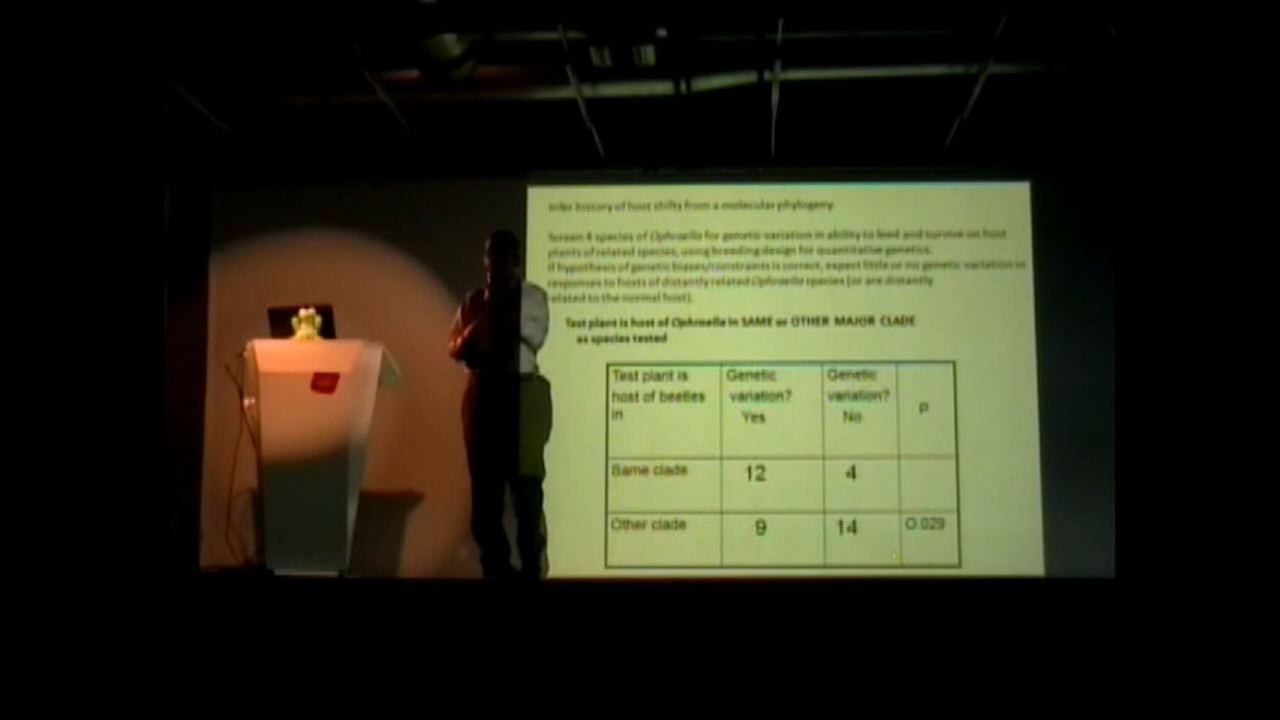 Infer history of host shifts from a molecular phylogeny.
Screen 4 species of Ophraella for genetic variation in ability to feed and survive on host
plants of related species, using breeding design for quantitative genetics.
If hypothesis of genetic biases/constraints is correct, expect little or no genetic variation in
responses to hosts of distantly related Ophraella species (or are distantly
related to the normal host).
Test plant is host of Ophraella in SAME or OTHER MAJOR CLADE
as species tested
Test plant is host of beetles in
Genetic variation? Yes
Genetic variation? No
P
Same clade 12 4
Other clade 9 14 0.029